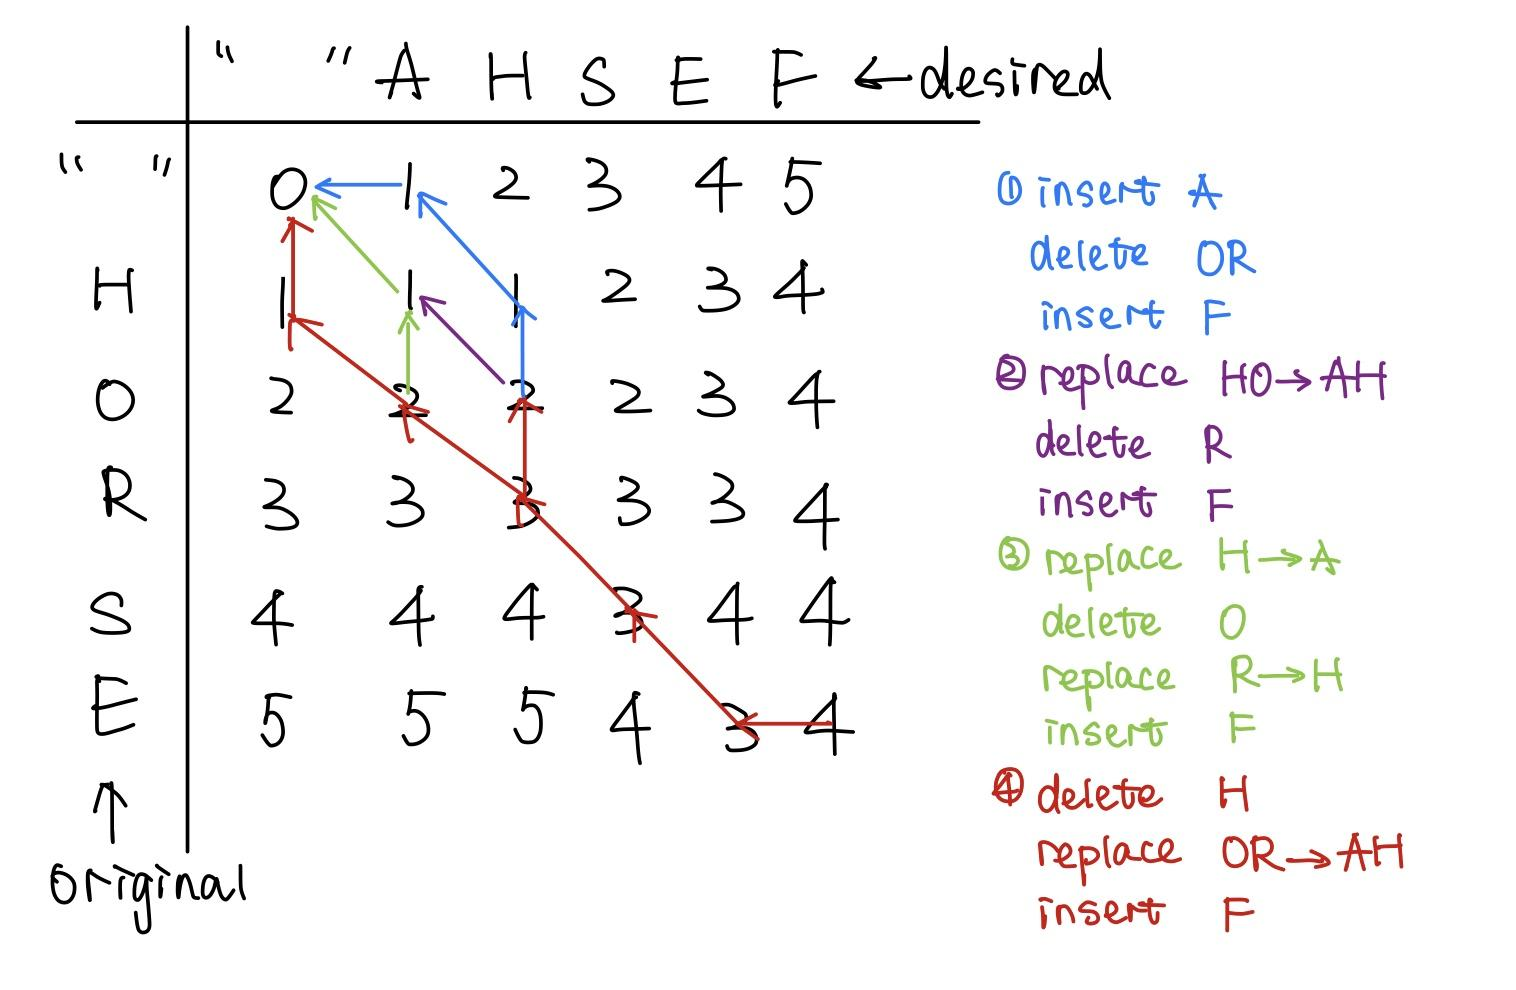 “ ” A H S E F ← desired
“ ” 0 1 2 3 4 5
H 1 1 1 2 3 4
O 2 2 2 2 3 4
R 3 3 3 3 3 4
S 4 4 4 3 4 4
E 5 5 5 4 3 4
↑
original
① insert A
delete OR
insert F
② replace HO→AH
delete R
insert F
③ replace H→A
delete O
replace R→H
insert F
④ delete H
replace OR→AH
insert F